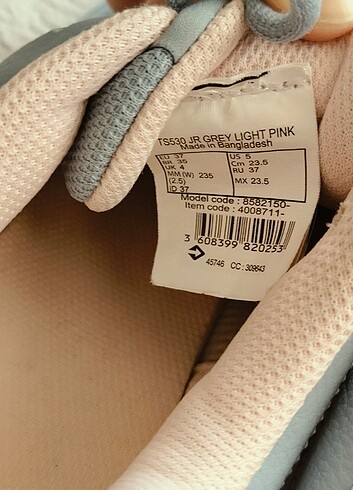 TS530 JR GREY LIGHT PINK
Made in Bangladesh
EU 37 US 5
BR 35 Cm 23.5
UK 4 RU 37
MM (W) 235
(2.5) MX 23.5
ID 37
Model code : 8582150-
Item code : 4008711-
3 608399 820253
45746 CC : 309643